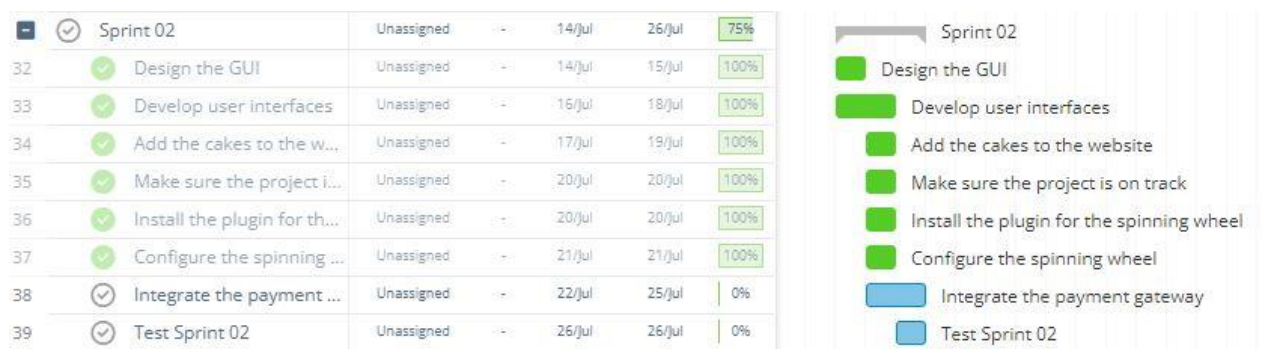 Sprint 02 Unassigned - 14/Jul 26/Jul 75% Sprint 02
32 Design the GUI Unassigned - 14/Jul 15/Jul 100% Design the GUI
33 Develop user interfaces Unassigned - 16/Jul 18/Jul 100% Develop user interfaces
34 Add the cakes to the w... Unassigned - 17/Jul 19/Jul 100% Add the cakes to the website
35 Make sure the project i... Unassigned - 20/Jul 20/Jul 100% Make sure the project is on track
36 Install the plugin for th... Unassigned - 20/Jul 20/Jul 100% Install the plugin for the spinning wheel
37 Configure the spinning ... Unassigned - 21/Jul 21/Jul 100% Configure the spinning wheel
38 Integrate the payment ... Unassigned - 22/Jul 25/Jul 0% Integrate the payment gateway
39 Test Sprint 02 Unassigned - 26/Jul 26/Jul 0% Test Sprint 02